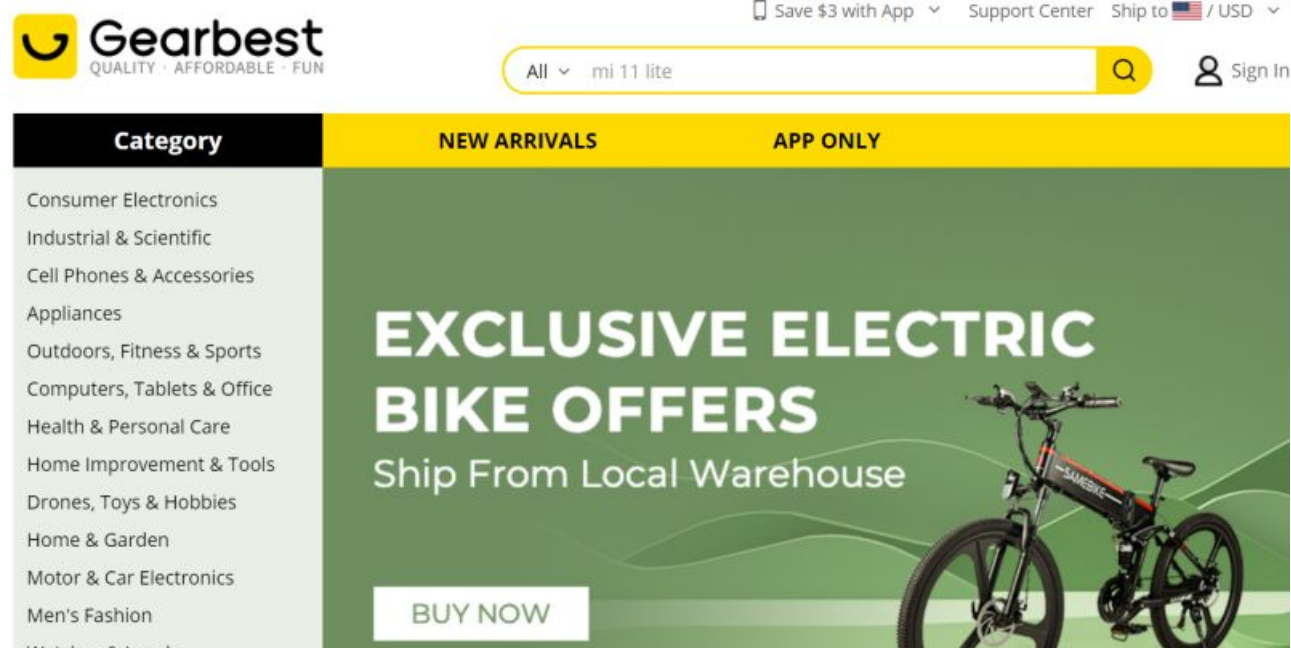 Save $3 with App
Support Center
Ship to / USD
Gearbest
QUALITY · AFFORDABLE · FUN
All
mi 11 lite
Sign In
Category
NEW ARRIVALS
APP ONLY
Consumer Electronics
Industrial & Scientific
Cell Phones & Accessories
Appliances
Outdoors, Fitness & Sports
Computers, Tablets & Office
Health & Personal Care
Home Improvement & Tools
Drones, Toys & Hobbies
Home & Garden
Motor & Car Electronics
Men's Fashion
EXCLUSIVE ELECTRIC
BIKE OFFERS
Ship From Local Warehouse
SAMEBIKE
BUY NOW